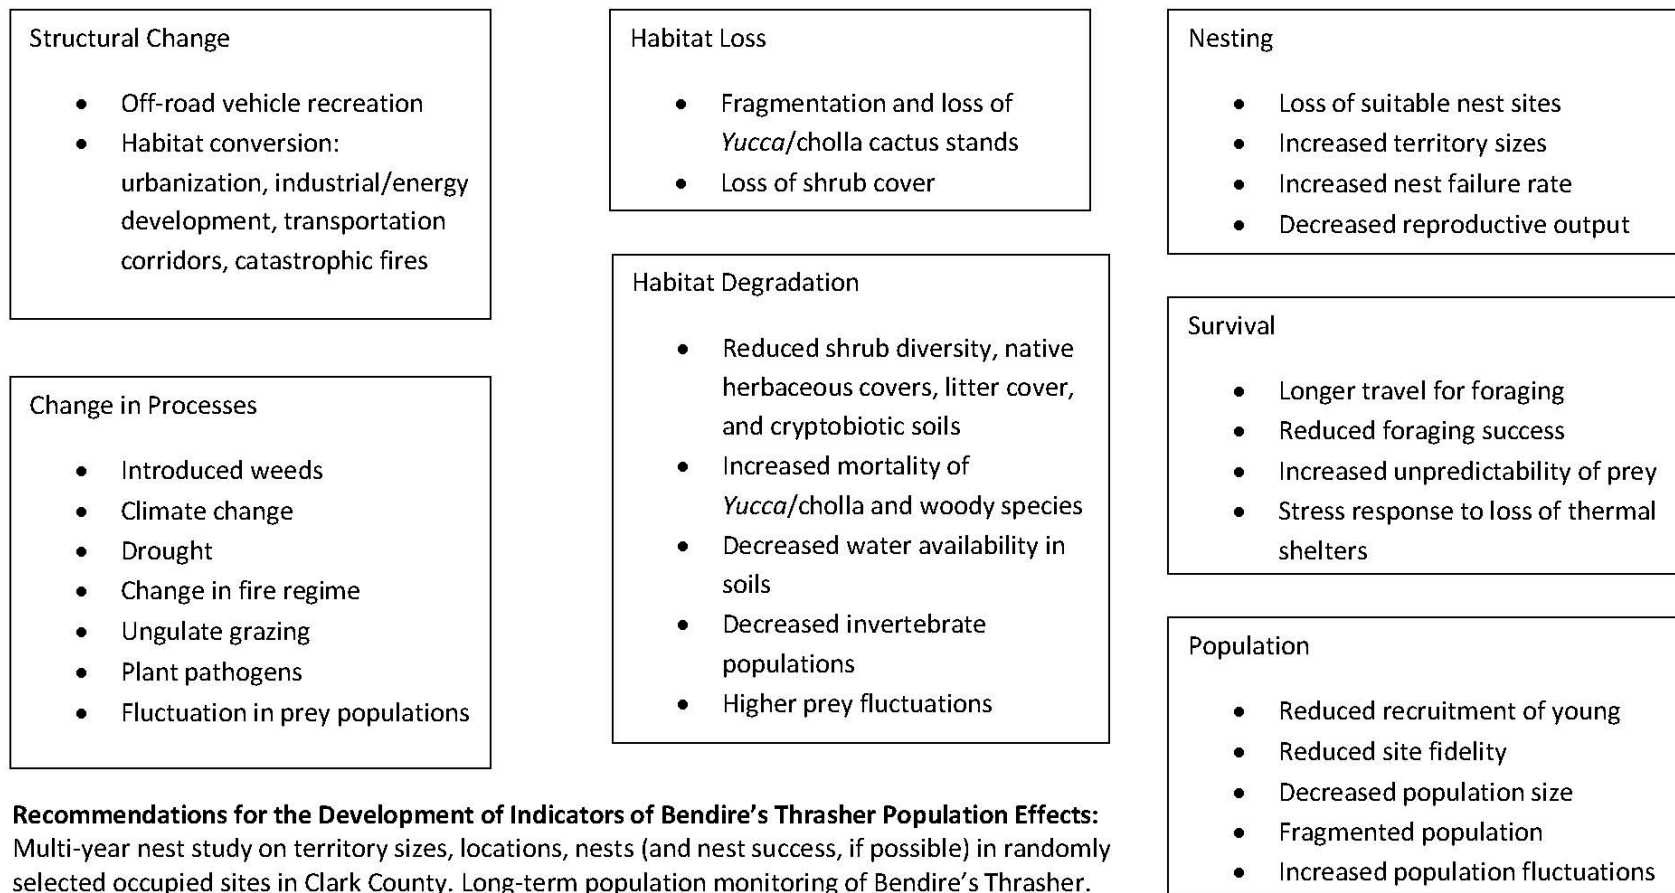 Structural Change
• Off-road vehicle recreation
• Habitat conversion:
urbanization, industrial/energy
development, transportation
corridors, catastrophic fires
Change in Processes
• Introduced weeds
• Climate change
• Drought
• Change in fire regime
• Ungulate grazing
• Plant pathogens
• Fluctuation in prey populations
Habitat Loss
• Fragmentation and loss of
Yucca/cholla cactus stands
• Loss of shrub cover
Habitat Degradation
• Reduced shrub diversity, native
herbaceous covers, litter cover,
and cryptobiotic soils
• Increased mortality of
Yucca/cholla and woody species
• Decreased water availability in
soils
• Decreased invertebrate
populations
• Higher prey fluctuations
Nesting
• Loss of suitable nest sites
• Increased territory sizes
• Increased nest failure rate
• Decreased reproductive output
Survival
• Longer travel for foraging
• Reduced foraging success
• Increased unpredictability of prey
• Stress response to loss of thermal
shelters
Population
• Reduced recruitment of young
• Reduced site fidelity
• Decreased population size
• Fragmented population
• Increased population fluctuations
Recommendations for the Development of Indicators of Bendire’s Thrasher Population Effects:
Multi-year nest study on territory sizes, locations, nests (and nest success, if possible) in randomly
selected occupied sites in Clark County. Long-term population monitoring of Bendire’s Thrasher.